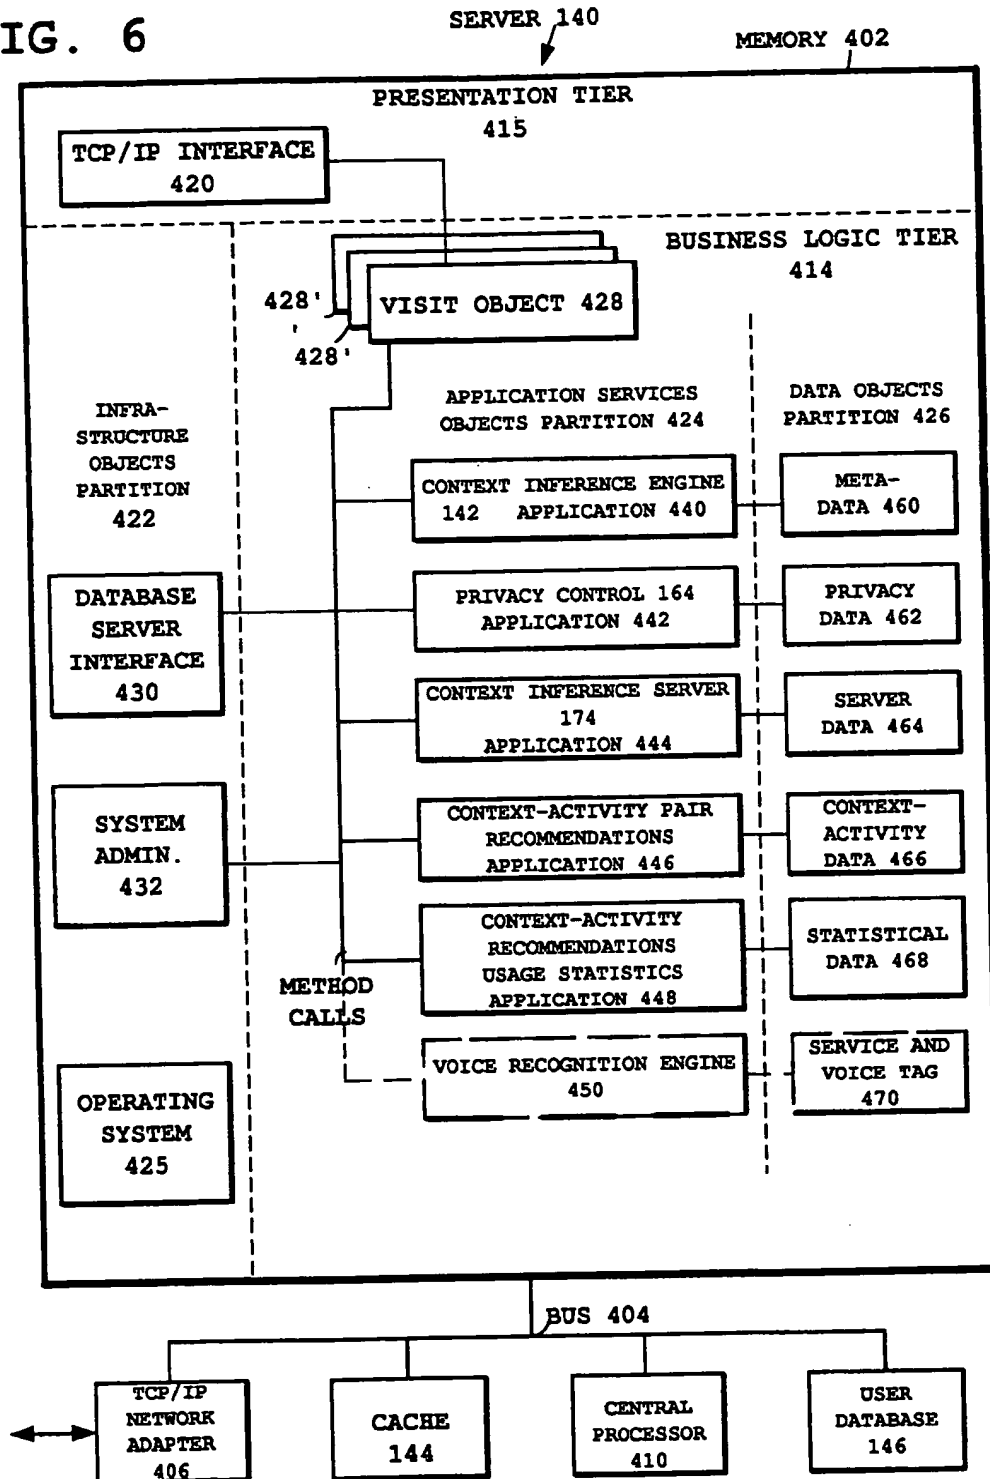 IG. 6
SERVER 140
MEMORY 402
PRESENTATION TIER
415
TCP/IP INTERFACE
420
BUSINESS LOGIC TIER
414
VISIT OBJECT 428
428'
'
428'
INFRA-
STRUCTURE
OBJECTS
PARTITION
422
APPLICATION SERVICES
OBJECTS PARTITION 424
DATA OBJECTS
PARTITION 426
CONTEXT INFERENCE ENGINE
142 APPLICATION 440
META-
DATA 460
DATABASE
SERVER
INTERFACE
430
PRIVACY CONTROL 164
APPLICATION 442
PRIVACY
DATA 462
CONTEXT INFERENCE SERVER
174
APPLICATION 444
SERVER
DATA 464
SYSTEM
ADMIN.
432
CONTEXT-ACTIVITY PAIR
RECOMMENDATIONS
APPLICATION 446
CONTEXT-
ACTIVITY
DATA 466
CONTEXT-ACTIVITY
RECOMMENDATIONS
USAGE STATISTICS
APPLICATION 448
STATISTICAL
DATA 468
METHOD
CALLS
VOICE RECOGNITION ENGINE
450
SERVICE AND
VOICE TAG
470
OPERATING
SYSTEM
425
BUS 404
TCP/IP
NETWORK
ADAPTER
406
CACHE
144
CENTRAL
PROCESSOR
410
USER
DATABASE
146